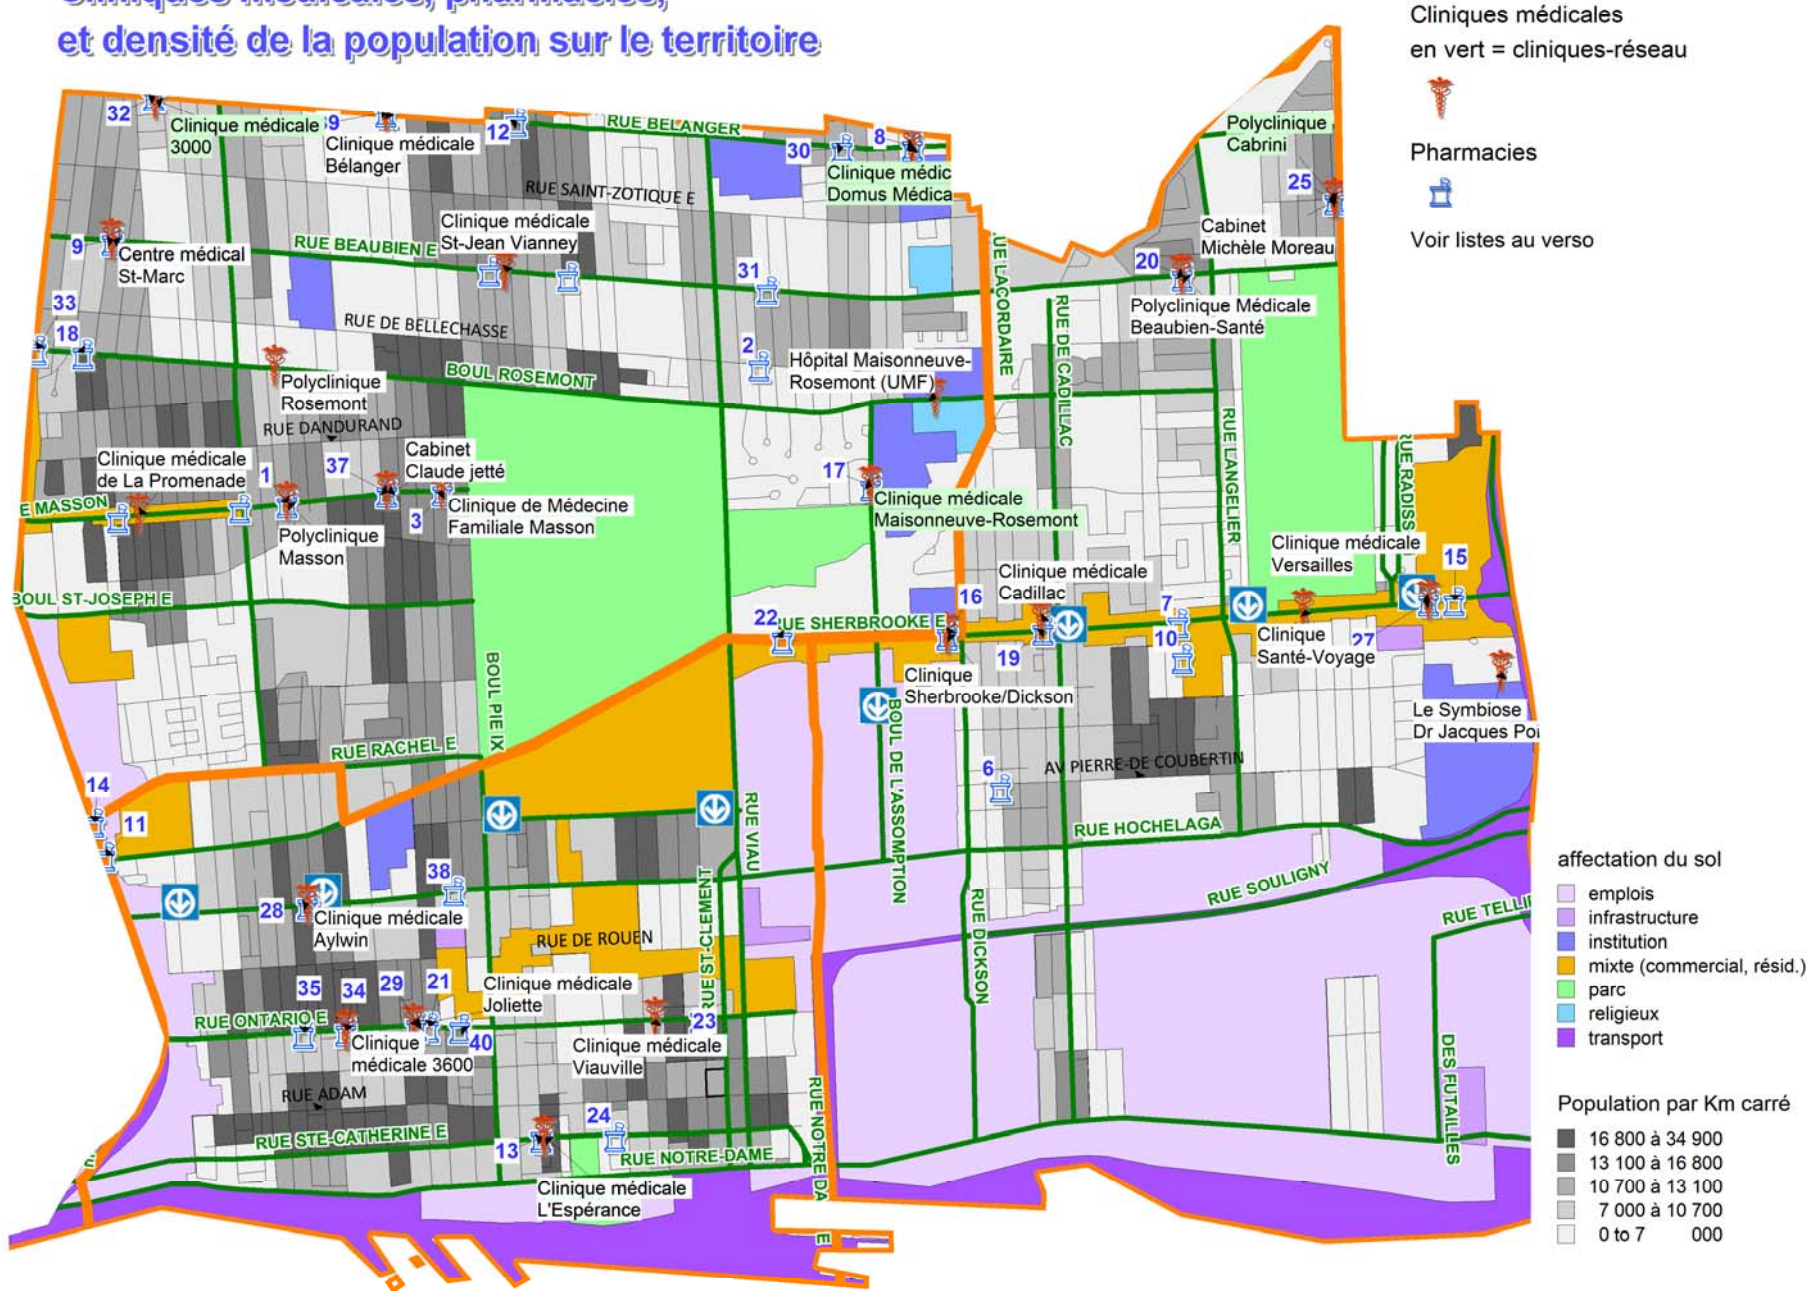 Cliniques médicales, pharmacies,
et densité de la population sur le territoire
Cliniques médicales
en vert = cliniques-réseau
Pharmacies
Voir listes au verso
32
Clinique médicale
3000
39
Clinique médicale
Bélanger
12
RUE BÉLANGER
30
8
Clinique médic
Domus Médica
Polyclinique
Cabrini
25
RUE SAINT-ZOTIQUE E
9
Centre médical
St-Marc
RUE BEAUBIEN E
Clinique médicale
St-Jean Vianney
31
UE LACORDAIRE
Cabinet
Michèle Moreau
20
Polyclinique Médicale
Beaubien-Santé
33
18
RUE DE BELLECHASSE
2
Hôpital Maisonneuve-
Rosemont (UMF)
RUE DE CADILLAC
BOUL ROSEMONT
Polyclinique
Rosemont
RUE DANDURAND
Clinique médicale
de La Promenade
1
37
Cabinet
Claude jetté
3
Clinique de Médecine
Familiale Masson
E MASSON
Polyclinique
Masson
17
Clinique médicale
Maisonneuve-Rosemont
RUE LANGELIER
RUE RADISS
Clinique médicale
Versailles
15
Clinique médicale
Cadillac
BOUL ST-JOSEPH E
22
UE SHERBROOKE E
16
19
7
10
Clinique
Santé-Voyage
27
Clinique
Sherbrooke/Dickson
Le Symbiose
Dr Jacques Poi
BOUL PIE IX
RUE RACHEL E
BOUL DE L'ASSOMPTION
6
AV PIERRE-DE COUBERTIN
14
11
RUE VIAU
RUE HOCHELAGA
38
28
Clinique médicale
Aylwin
RUE ST-CLEMENT
RUE DICKSON
RUE SOULIGNY
RUE TELLIE
RUE DE ROUEN
35
34
29
21
Clinique médicale
Joliette
RUE ONTARIO E
40
Clinique
médicale 3600
Clinique médicale
Viauville
23
RUE ADAM
RUE STE-CATHERINE E
13
24
RUE NOTRE-DAME
RUE NOTRE DA
E
E
DES FUTAILLES
Clinique médicale
L'Espérance
affectation du sol
emplois
infrastructure
institution
mixte (commercial, résid.)
parc
religieux
transport
Population par Km carré
16 800 à 34 900
13 100 à 16 800
10 700 à 13 100
7 000 à 10 700
0 to 7 000